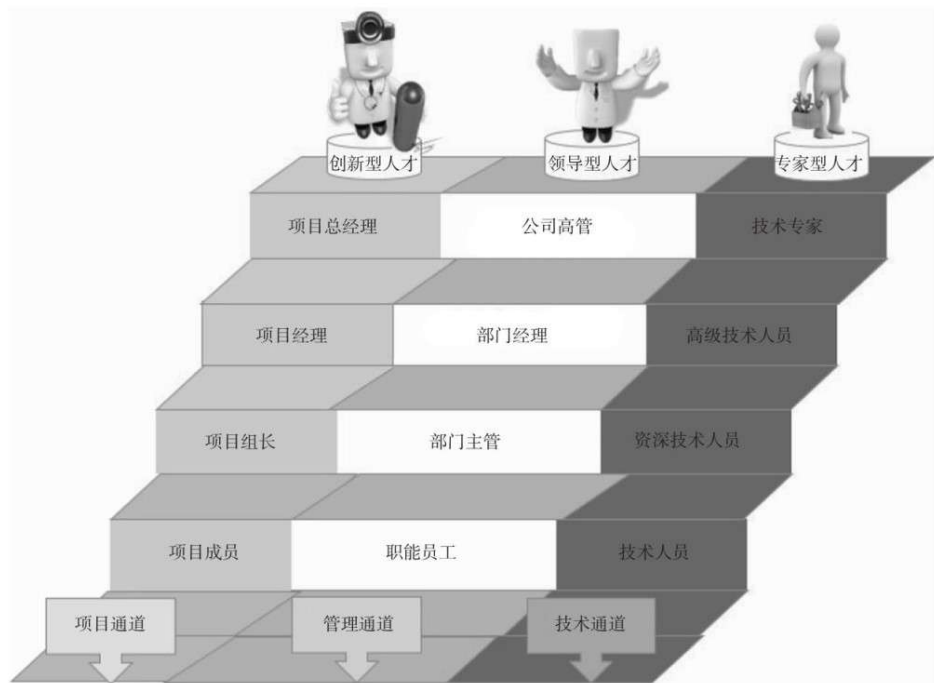 创新型人才
领导型人才
专家型人才
项目总经理
公司高管
技术专家
项目经理
部门经理
高级技术人员
项目组长
部门主管
资深技术人员
项目成员
职能员工
技术人员
项目通道
管理通道
技术通道